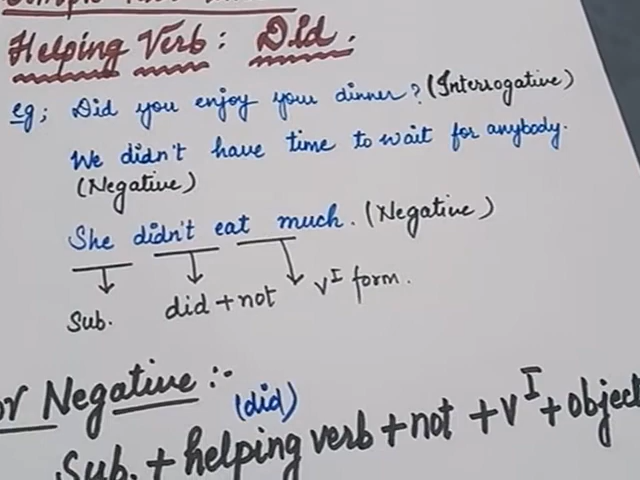 Helping Verb : Did.
eg; Did you enjoy your dinner? (Interrogative)
We didn't have time to wait for anybody.
(Negative)
She didn't eat much. (Negative)
Sub. did + not V^I form.
Negative :-
(did)
Sub. + helping verb + not + V^I + object